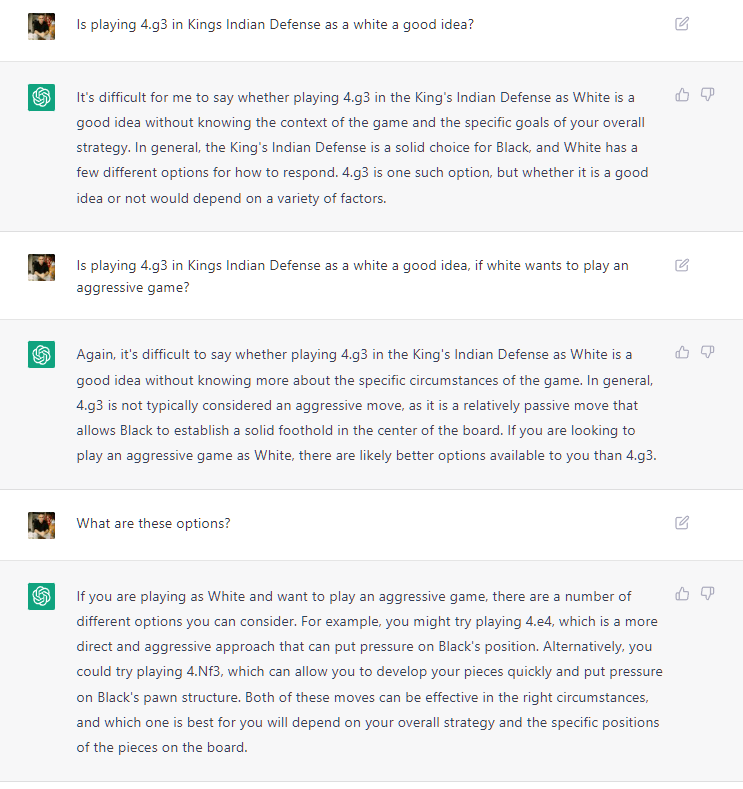 Is playing 4.g3 in Kings Indian Defense as a white a good idea?
It's difficult for me to say whether playing 4.g3 in the King's Indian Defense as White is a
good idea without knowing the context of the game and the specific goals of your overall
strategy. In general, the King's Indian Defense is a solid choice for Black, and White has a
few different options for how to respond. 4.g3 is one such option, but whether it is a good
idea or not would depend on a variety of factors.
Is playing 4.g3 in Kings Indian Defense as a white a good idea, if white wants to play an
aggressive game?
Again, it's difficult to say whether playing 4.g3 in the King's Indian Defense as White is a
good idea without knowing more about the specific circumstances of the game. In general,
4.g3 is not typically considered an aggressive move, as it is a relatively passive move that
allows Black to establish a solid foothold in the center of the board. If you are looking to
play an aggressive game as White, there are likely better options available to you than 4.g3.
What are these options?
If you are playing as White and want to play an aggressive game, there are a number of
different options you can consider. For example, you might try playing 4.e4, which is a more
direct and aggressive approach that can put pressure on Black's position. Alternatively, you
could try playing 4.Nf3, which can allow you to develop your pieces quickly and put pressure
on Black's pawn structure. Both of these moves can be effective in the right circumstances,
and which one is best for you will depend on your overall strategy and the specific positions
of the pieces on the board.